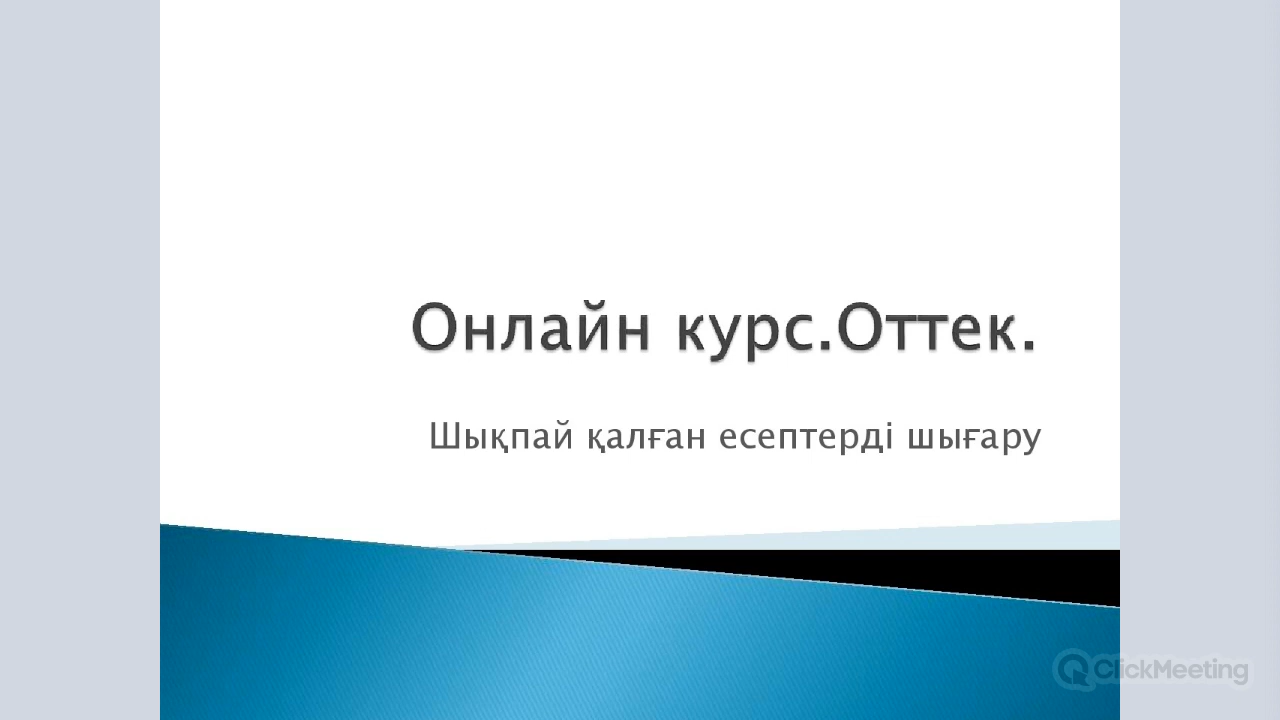 Онлайн курс.Оттек.
Шықпай қалған есептерді шығару
ClickMeeting